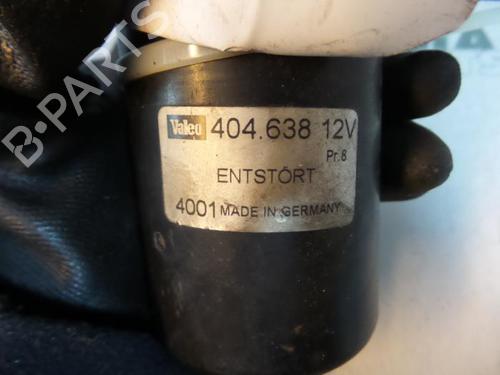 B-PARTS
Valeo 404.638 12V
Pr.8
ENTSTÖRT
4001 MADE IN GERMANY